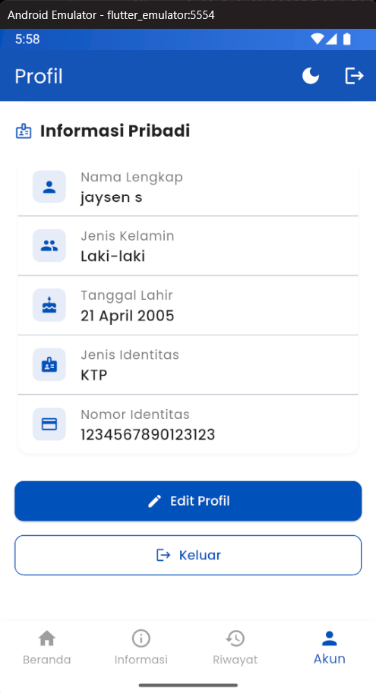 Android Emulator - flutter_emulator:5554
5:58
Profil
Informasi Pribadi
Nama Lengkap
jaysen s
Jenis Kelamin
Laki-laki
Tanggal Lahir
21 April 2005
Jenis Identitas
KTP
Nomor Identitas
1234567890123123
Edit Profil
Keluar
Beranda
Informasi
Riwayat
Akun